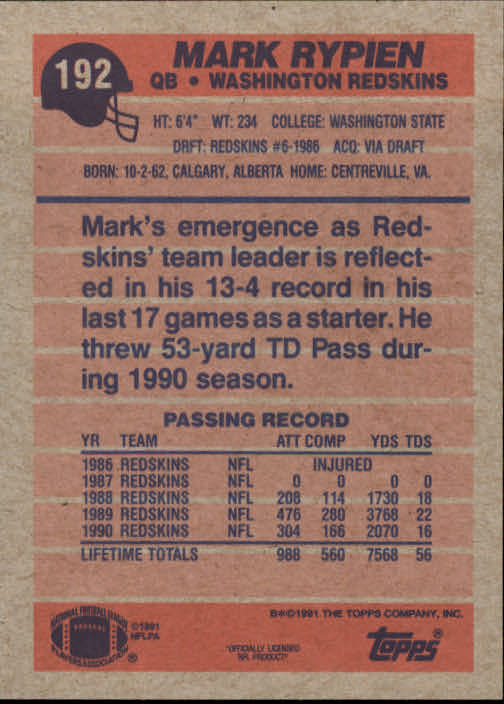 192
MARK RYPIEN
QB • WASHINGTON REDSKINS
HT: 6'4" WT: 234 COLLEGE: WASHINGTON STATE
DRFT: REDSKINS #6-1986 ACQ: VIA DRAFT
BORN: 10-2-62, CALGARY, ALBERTA HOME: CENTREVILLE, VA.
Mark's emergence as Red-
skins' team leader is reflect-
ed in his 13-4 record in his
last 17 games as a starter. He
threw 53-yard TD Pass dur-
ing 1990 season.
PASSING RECORD
YR TEAM ATT COMP YDS TDS
1986 REDSKINS NFL INJURED
1987 REDSKINS NFL 0 0 0 0
1988 REDSKINS NFL 208 114 1730 18
1989 REDSKINS NFL 476 280 3768 22
1990 REDSKINS NFL 304 166 2070 16
LIFETIME TOTALS 988 560 7568 56
NATIONAL FOOTBALL LEAGUE
PLAYERS ASSOCIATION ®
©1991
NFLPA
B*©1991 THE TOPPS COMPANY, INC.
"OFFICIALLY LICENSED
NFL PRODUCT"
topps®